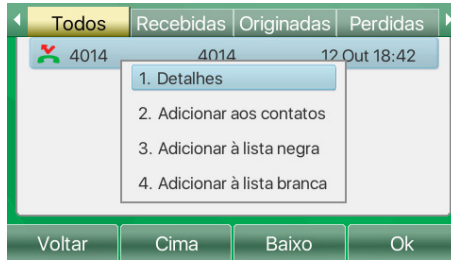 Todos Recebidas Originadas Perdidas
4014 4014 12 Out 18:42
1. Detalhes
2. Adicionar aos contatos
3. Adicionar à lista negra
4. Adicionar à lista branca
Voltar Cima Baixo Ok